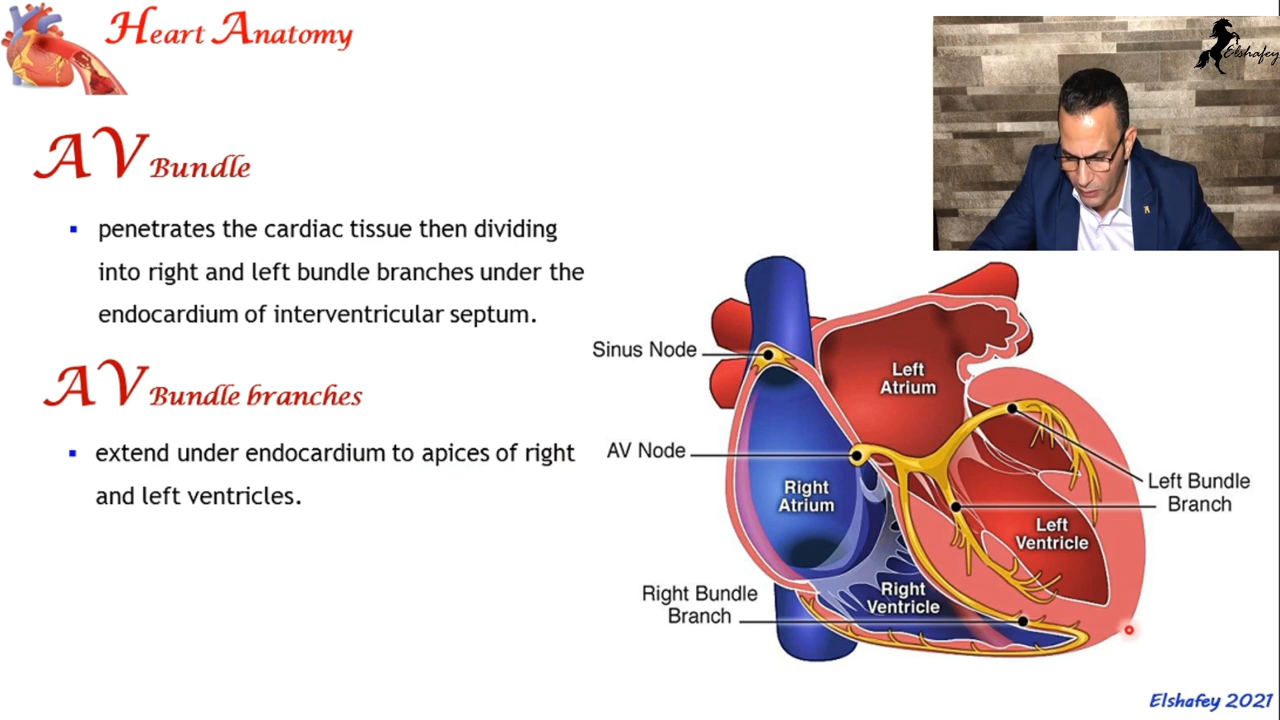 Heart Anatomy
Elshafey
AV Bundle
penetrates the cardiac tissue then dividing
into right and left bundle branches under the
endocardium of interventricular septum.
AV Bundle branches
extend under endocardium to apices of right
and left ventricles.
Sinus Node
Left
Atrium
AV Node
Right
Atrium
Left Bundle
Branch
Left
Ventricle
Right Bundle
Branch
Right
Ventricle
Elshafey 2021